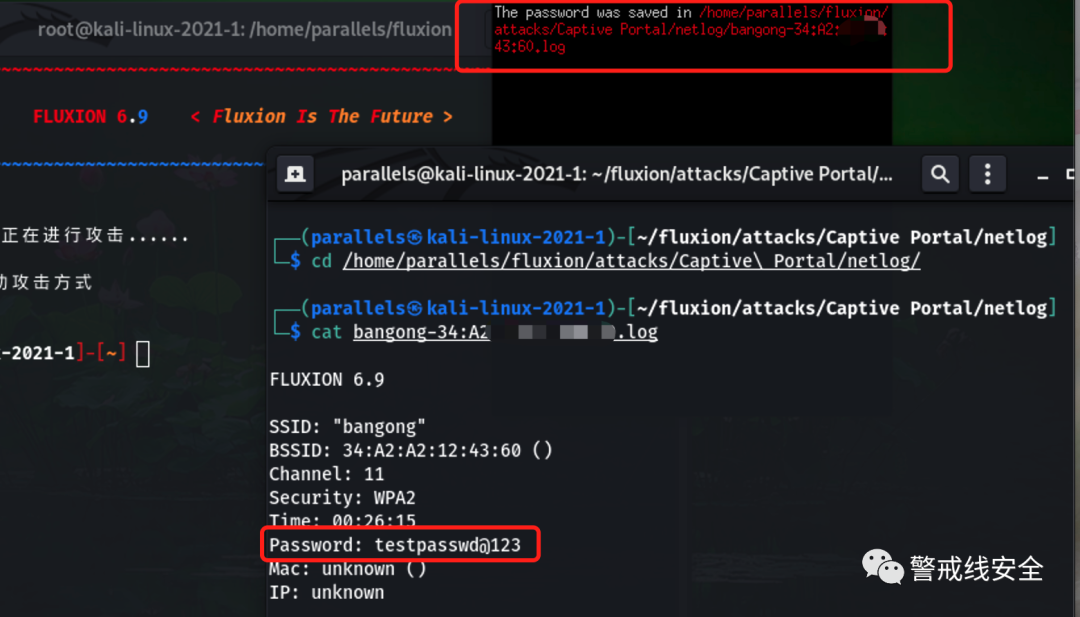 root@kali-linux-2021-1: /home/parallels/fluxion
The password was saved in /home/parallels/fluxion/
attacks/Captive Portal/netlog/bangong-34:A2:
43:60.log
FLUXION 6.9 < Fluxion Is The Future >
parallels@kali-linux-2021-1: ~/fluxion/attacks/Captive Portal/...
正在进行攻击......
攻击方式
-2021-1]-[~]
┌──(parallels㉿kali-linux-2021-1)-[~/fluxion/attacks/Captive Portal/netlog]
└─$ cd /home/parallels/fluxion/attacks/Captive\ Portal/netlog/
┌──(parallels㉿kali-linux-2021-1)-[~/fluxion/attacks/Captive Portal/netlog]
└─$ cat bangong-34:A2 .log
FLUXION 6.9
SSID: "bangong"
BSSID: 34:A2:A2:12:43:60 ()
Channel: 11
Security: WPA2
Time: 00:26:15
Password: testpasswd@123
Mac: unknown ()
IP: unknown
警戒线安全